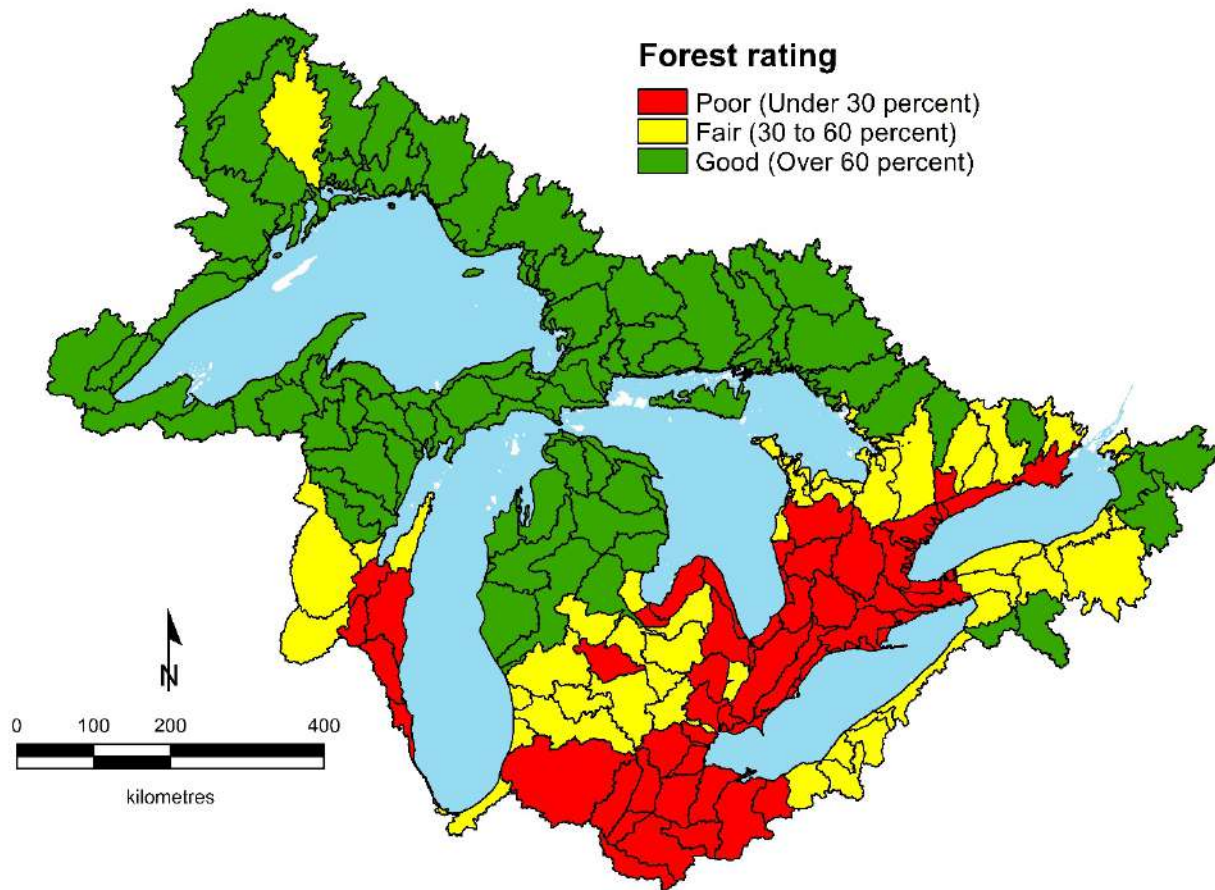 Forest rating
Poor (Under 30 percent)
Fair (30 to 60 percent)
Good (Over 60 percent)
N
0 100 200 400
kilometres